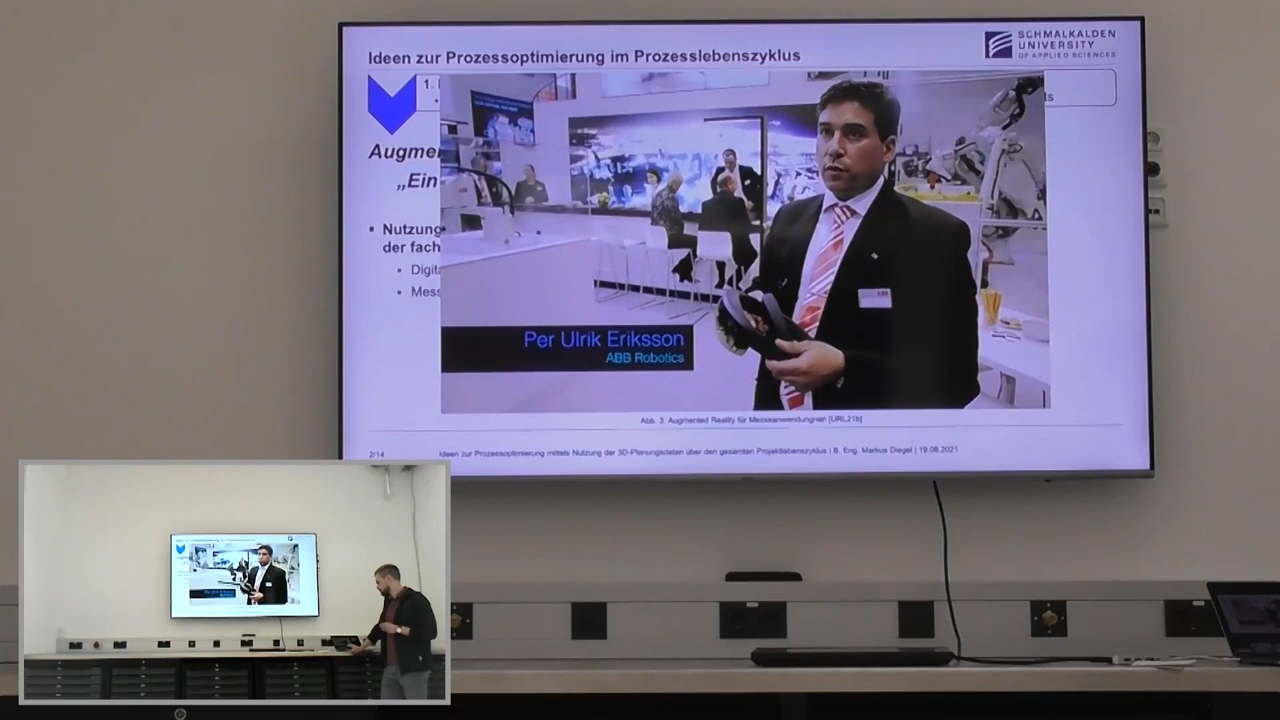 Ideen zur Prozessoptimierung im Prozesslebenszyklus
SCHMALKALDEN
UNIVERSITY
OF APPLIED SCIENCES
1.
Augme
„Ein
Nutzung
der fach
Digit
Mess
Per Ulrik Eriksson
ABB Robotics
Abb. 3: Augmented Reality für Messeanwendungnen [URL21b]
2/14
Ideen zur Prozessoptimierung mittels Nutzung der 3D-Planungsdaten über den gesamten Projektlebenszyklus | B. Eng. Markus Diegel | 19.08.2021